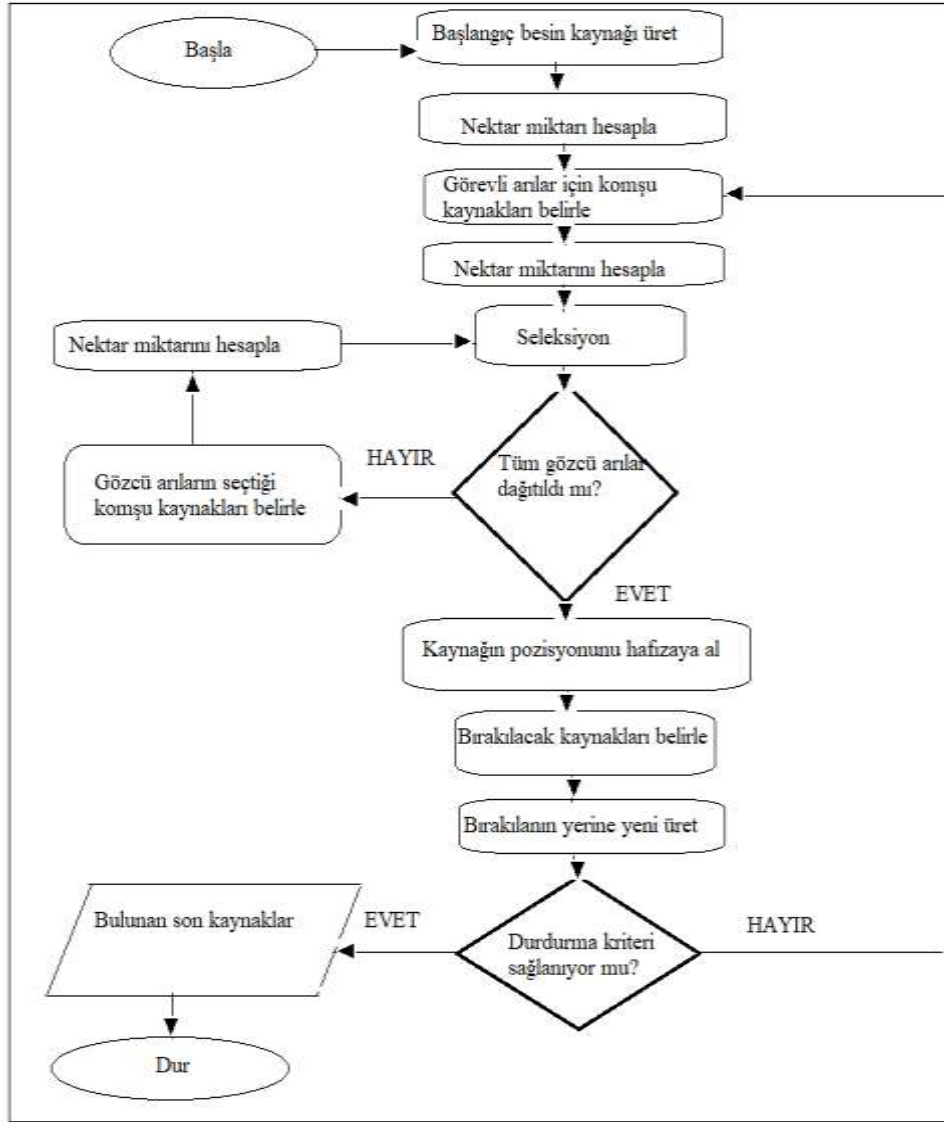 Başla
Başlangıç besin kaynağı üret
Nektar miktarı hesapla
Görevli arılar için komşu
kaynakları belirle
Nektar miktarını hesapla
Seleksiyon
Nektar miktarını hesapla
Tüm gözcü arılar
dağıtıldı mı?
HAYIR
Gözcü arıların seçtiği
komşu kaynakları belirle
EVET
Kaynağın pozisyonunu hafızaya al
Bırakılacak kaynakları belirle
Bırakılanın yerine yeni üret
Durdurma kriteri
sağlanıyor mu?
HAYIR
EVET
Bulunan son kaynaklar
Dur